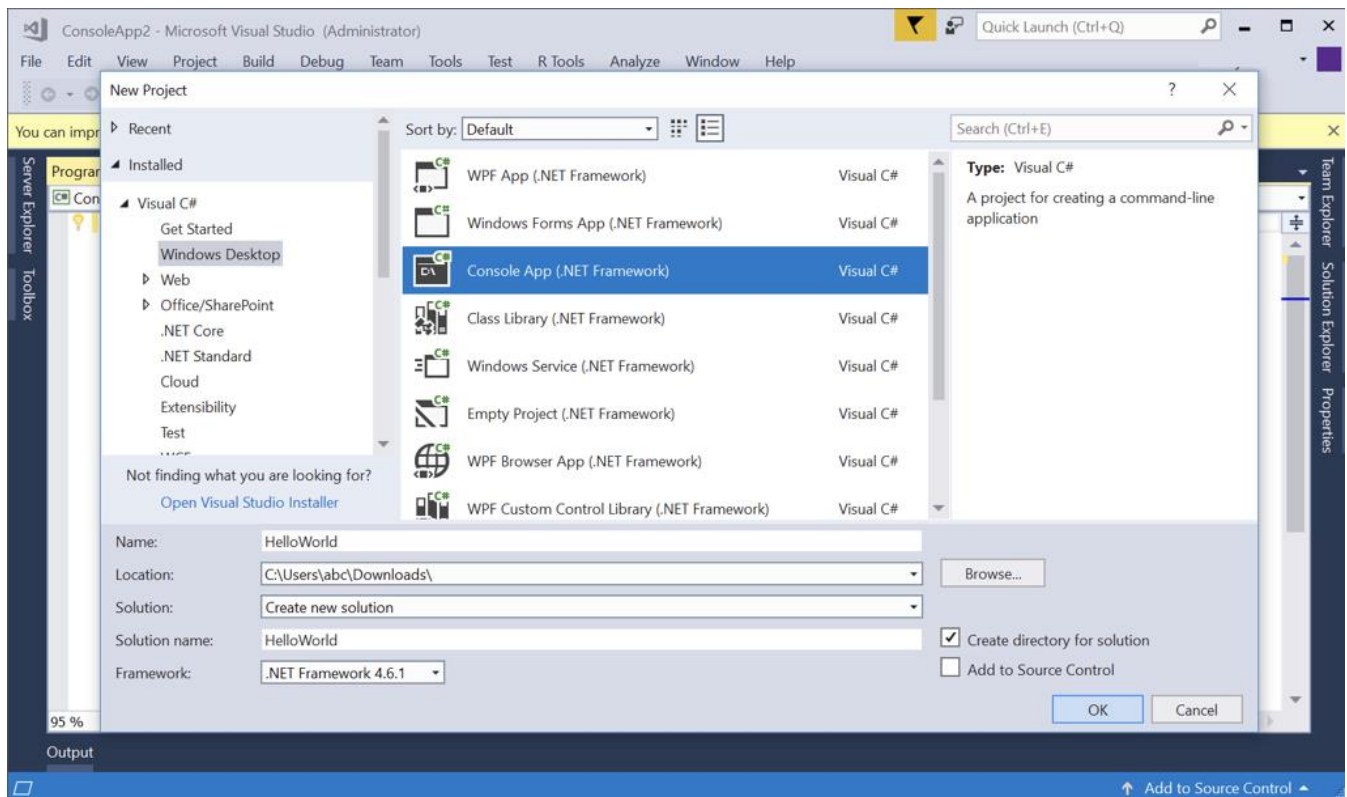 ConsoleApp2 - Microsoft Visual Studio (Administrator)
Quick Launch (Ctrl+Q)
File Edit View Project Build Debug Team Tools Test R Tools Analyze Window Help
New Project
You can impr
Server Explorer
Toolbox
Program
Con
Recent
Installed
Visual C#
Get Started
Windows Desktop
Web
Office/SharePoint
.NET Core
.NET Standard
Cloud
Extensibility
Test
Not finding what you are looking for?
Open Visual Studio Installer
Sort by: Default
Search (Ctrl+E)
WPF App (.NET Framework) Visual C#
Windows Forms App (.NET Framework) Visual C#
Console App (.NET Framework) Visual C#
Class Library (.NET Framework) Visual C#
Windows Service (.NET Framework) Visual C#
Empty Project (.NET Framework) Visual C#
WPF Browser App (.NET Framework) Visual C#
WPF Custom Control Library (.NET Framework) Visual C#
Type: Visual C#
A project for creating a command-line
application
Team Explorer
Solution Explorer
Properties
Name: HelloWorld
Location: C:\Users\abc\Downloads\
Browse...
Solution: Create new solution
Solution name: HelloWorld
Create directory for solution
Framework: .NET Framework 4.6.1
Add to Source Control
OK Cancel
95 %
Output
Add to Source Control